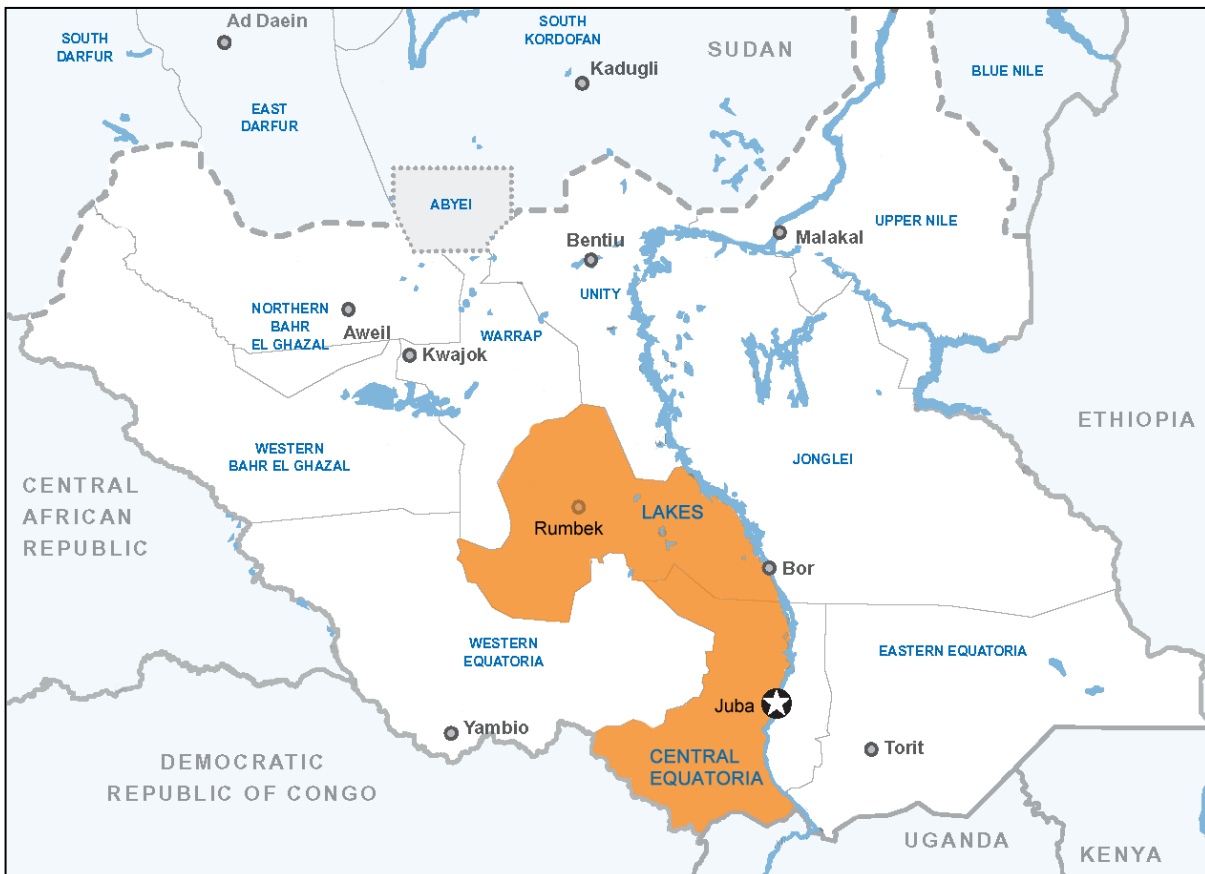 Ad Daein
SOUTH
DARFUR
SOUTH
KORDOFAN
SUDAN
Kadugli
BLUE NILE
EAST
DARFUR
ABYEI
UPPER NILE
Malakal
Bentiu
UNITY
NORTHERN
BAHR
EL GHAZAL
Aweil
WARRAP
Kwajok
ETHIOPIA
WESTERN
BAHR EL GHAZAL
JONGLEI
CENTRAL
AFRICAN
REPUBLIC
LAKES
Rumbek
Bor
WESTERN
EQUATORIA
EASTERN EQUATORIA
Juba
Yambio
Torit
CENTRAL
EQUATORIA
DEMOCRATIC
REPUBLIC OF CONGO
UGANDA
KENYA